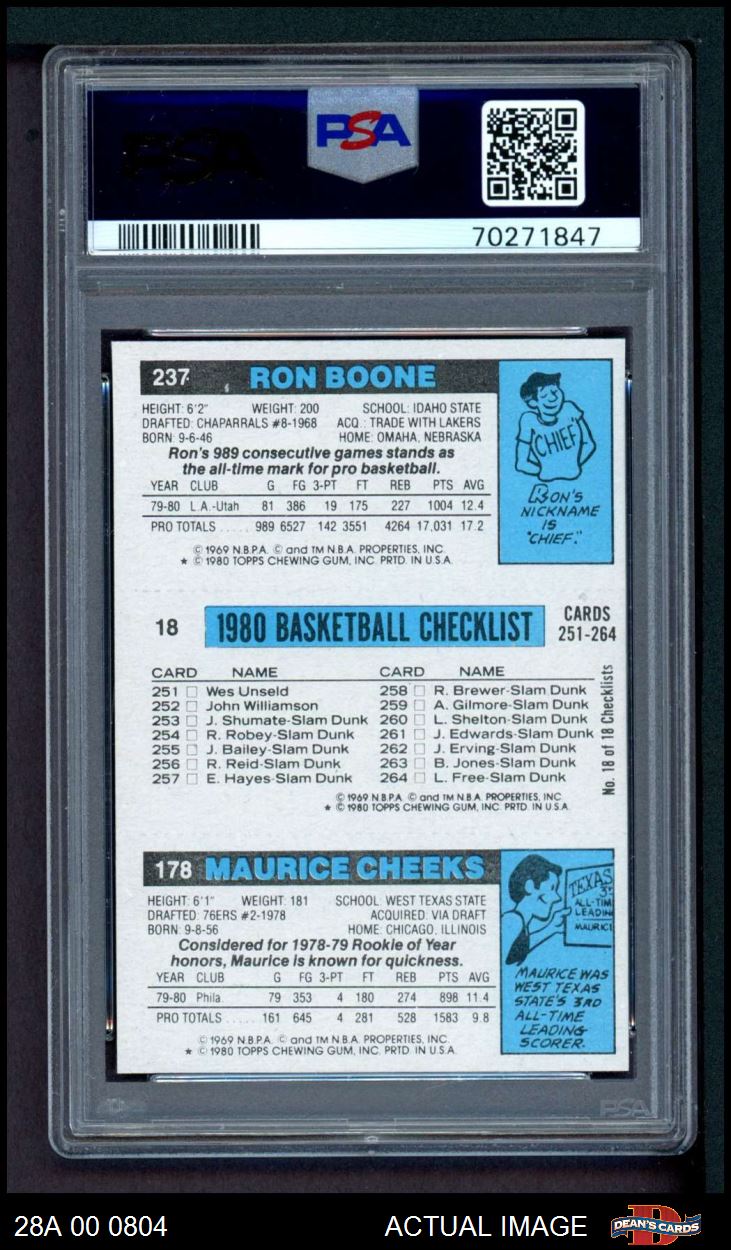 PSA
70271847
237 RON BOONE
HEIGHT: 6'2" WEIGHT: 200 SCHOOL: IDAHO STATE
DRAFTED: CHAPARRALS #8-1968 ACQ.: TRADE WITH LAKERS
BORN: 9-6-46 HOME: OMAHA, NEBRASKA
Ron's 989 consecutive games stands as
the all-time mark for pro basketball.
YEAR CLUB G FG 3-PT FT REB PTS AVG
79-80 L.A.-Utah 81 386 19 175 227 1004 12.4
PRO TOTALS ..... 989 6527 142 3551 4264 17,031 17.2
© 1969 N.B.P.A. © and TM N.B.A. PROPERTIES, INC.
★ © 1980 TOPPS CHEWING GUM, INC. PRTD. IN U.S.A.
CHIEF
RON'S
NICKNAME
IS
"CHIEF."
18 1980 BASKETBALL CHECKLIST CARDS
251-264
CARD NAME CARD NAME
251 □ Wes Unseld 258 □ R. Brewer-Slam Dunk
252 □ John Williamson 259 □ A. Gilmore-Slam Dunk
253 □ J. Shumate-Slam Dunk 260 □ L. Shelton-Slam Dunk
254 □ R. Robey-Slam Dunk 261 □ J. Edwards-Slam Dunk
255 □ J. Bailey-Slam Dunk 262 □ J. Erving-Slam Dunk
256 □ R. Reid-Slam Dunk 263 □ B. Jones-Slam Dunk
257 □ E. Hayes-Slam Dunk 264 □ L. Free-Slam Dunk
No. 18 of 18 Checklists
© 1969 N.B.P.A. © and TM N.B.A. PROPERTIES, INC.
★ © 1980 TOPPS CHEWING GUM, INC. PRTD. IN U.S.A.
178 MAURICE CHEEKS
HEIGHT: 6'1" WEIGHT: 181 SCHOOL: WEST TEXAS STATE
DRAFTED: 76ERS #2-1978 ACQUIRED: VIA DRAFT
BORN: 9-8-56 HOME: CHICAGO, ILLINOIS
Considered for 1978-79 Rookie of Year
honors, Maurice is known for quickness.
YEAR CLUB G FG 3-PT FT REB PTS AVG
79-80 Phila. 79 353 4 180 274 898 11.4
PRO TOTALS ..... 161 645 4 281 528 1583 9.8
© 1969 N.B.P.A. © and TM N.B.A. PROPERTIES, INC.
★ © 1980 TOPPS CHEWING GUM, INC. PRTD. IN U.S.A.
TEXAS
ALL-TIM
LEADIN
MAURICE
MAURICE WAS
WEST TEXAS
STATE'S 3RD
ALL-TIME
LEADING
SCORER.
PSA
28A 00 0804 ACTUAL IMAGE DEAN'S CARDS